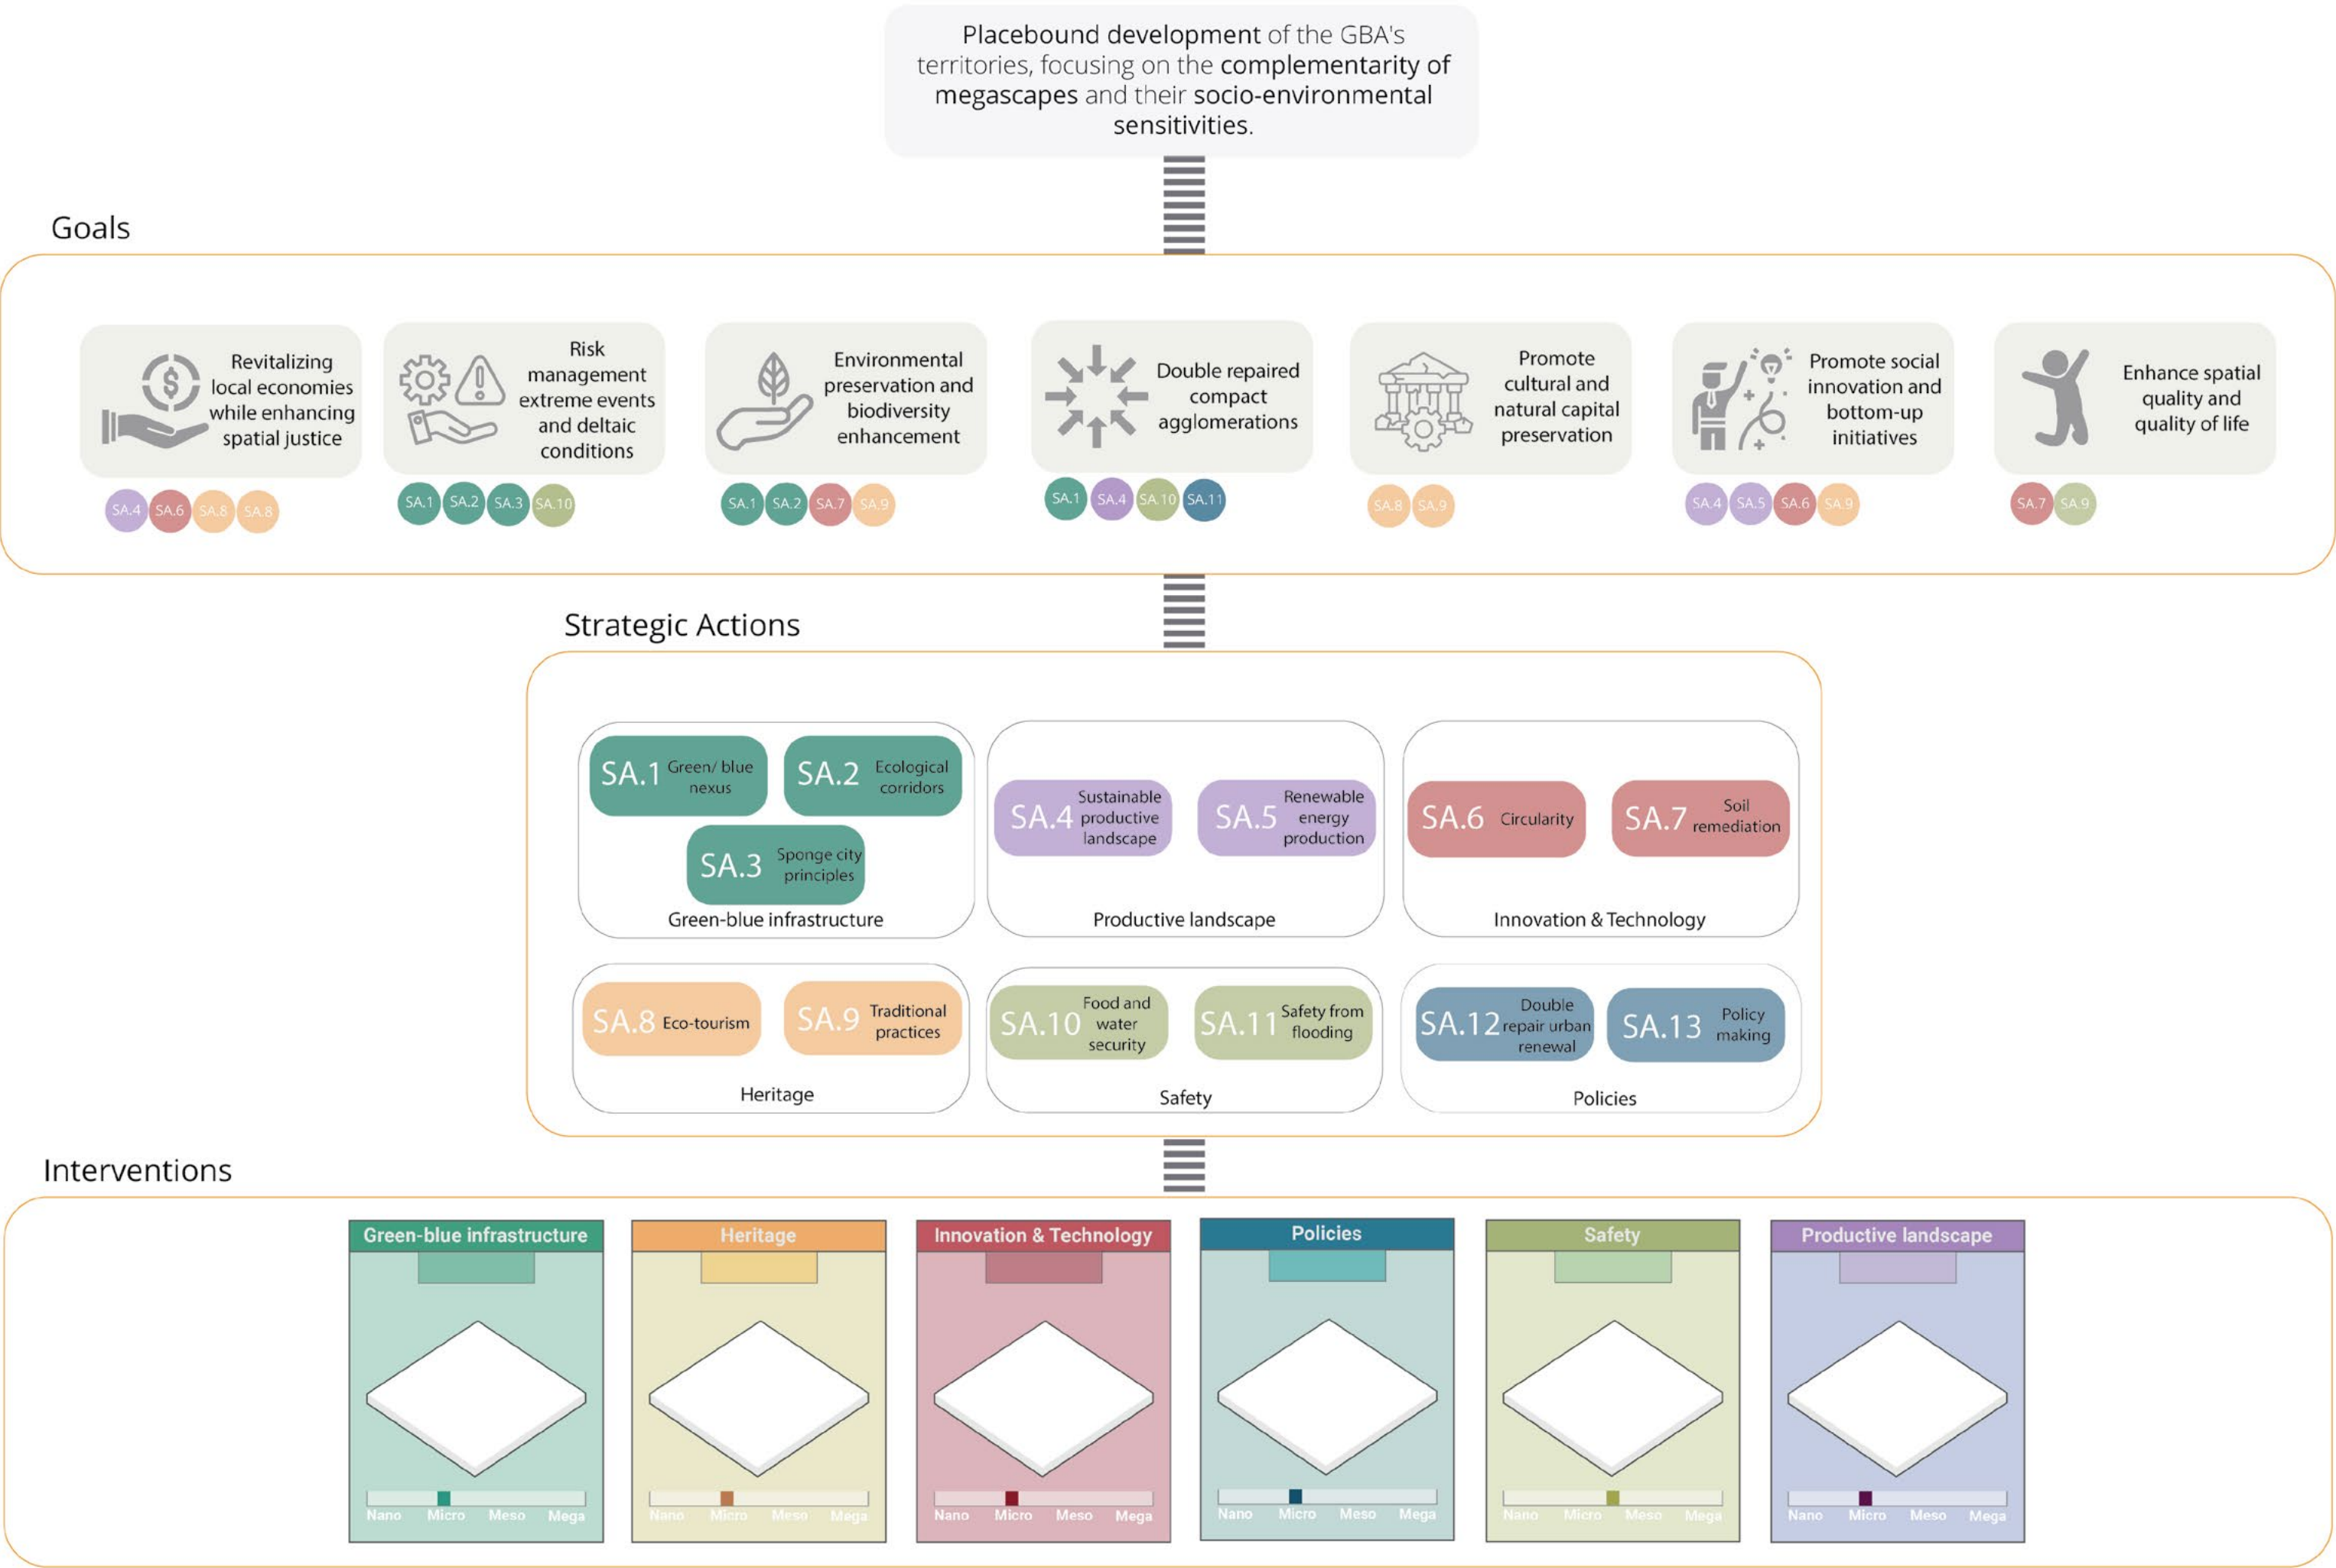 Placebound development of the GBA's
territories, focusing on the complementarity of
megascapes and their socio-environmental
sensitivities.
Goals
Revitalizing
local economies
while enhancing
spatial justice
SA.4 SA.6 SA.8 SA.8
Risk
management
extreme events
and deltaic
conditions
SA.1 SA.2 SA.3 SA.10
Environmental
preservation and
biodiversity
enhancement
SA.1 SA.2 SA.7 SA.9
Double repaired
compact
agglomerations
SA.1 SA.4 SA.10 SA.11
Promote
cultural and
natural capital
preservation
SA.8 SA.9
Promote social
innovation and
bottom-up
initiatives
SA.4 SA.5 SA.6 SA.9
Enhance spatial
quality and
quality of life
SA.7 SA.9
Strategic Actions
SA.1 Green/ blue
nexus
SA.2 Ecological
corridors
SA.3 Sponge city
principles
Green-blue infrastructure
SA.4 Sustainable
productive
landscape
SA.5 Renewable
energy
production
Productive landscape
SA.6 Circularity
SA.7 Soil
remediation
Innovation & Technology
SA.8 Eco-tourism
SA.9 Traditional
practices
Heritage
SA.10 Food and
water
security
SA.11 Safety from
flooding
Safety
SA.12 Double
repair urban
renewal
SA.13 Policy
making
Policies
Interventions
Green-blue infrastructure
Nano Micro Meso Mega
Heritage
Nano Micro Meso Mega
Innovation & Technology
Nano Micro Meso Mega
Policies
Nano Micro Meso Mega
Safety
Nano Micro Meso Mega
Productive landscape
Nano Micro Meso Mega